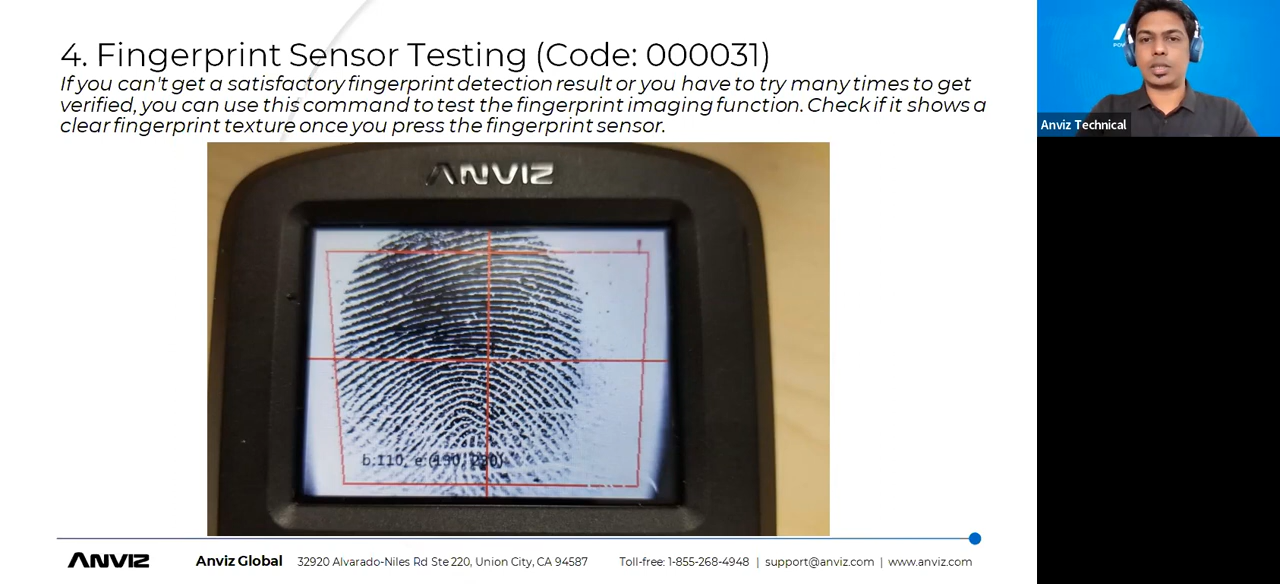 4. Fingerprint Sensor Testing (Code: 000031)
If you can't get a satisfactory fingerprint detection result or you have to try many times to get
verified, you can use this command to test the fingerprint imaging function. Check if it shows a
clear fingerprint texture once you press the fingerprint sensor.
ANVIZ
Anviz Technical
ANVIZ
Anviz Global 32920 Alvarado-Niles Rd Ste 220, Union City, CA 94587 Toll-free: 1-855-268-4948 | support@anviz.com | www.anviz.com